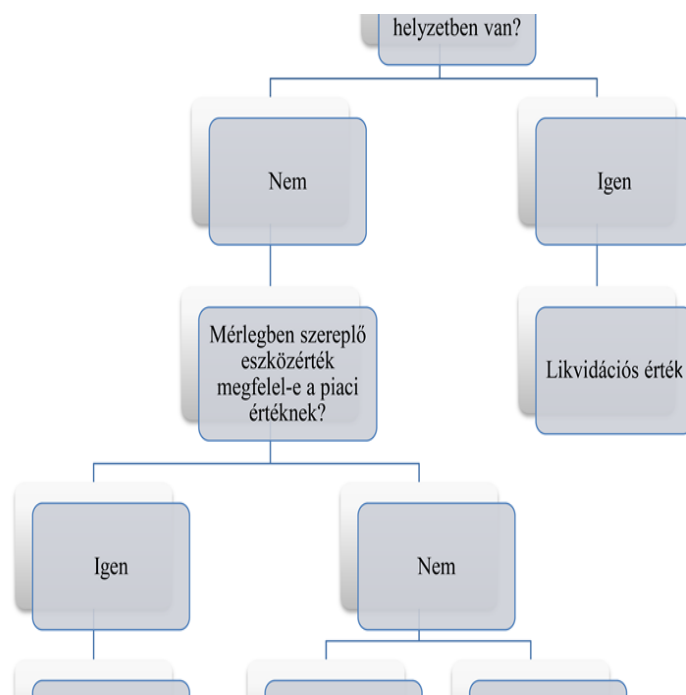 helyzetben van?
Nem
Igen
Mérlegben szereplő
eszközérték
megfelel-e a piaci
értéknek?
Likvidációs érték
Igen
Nem